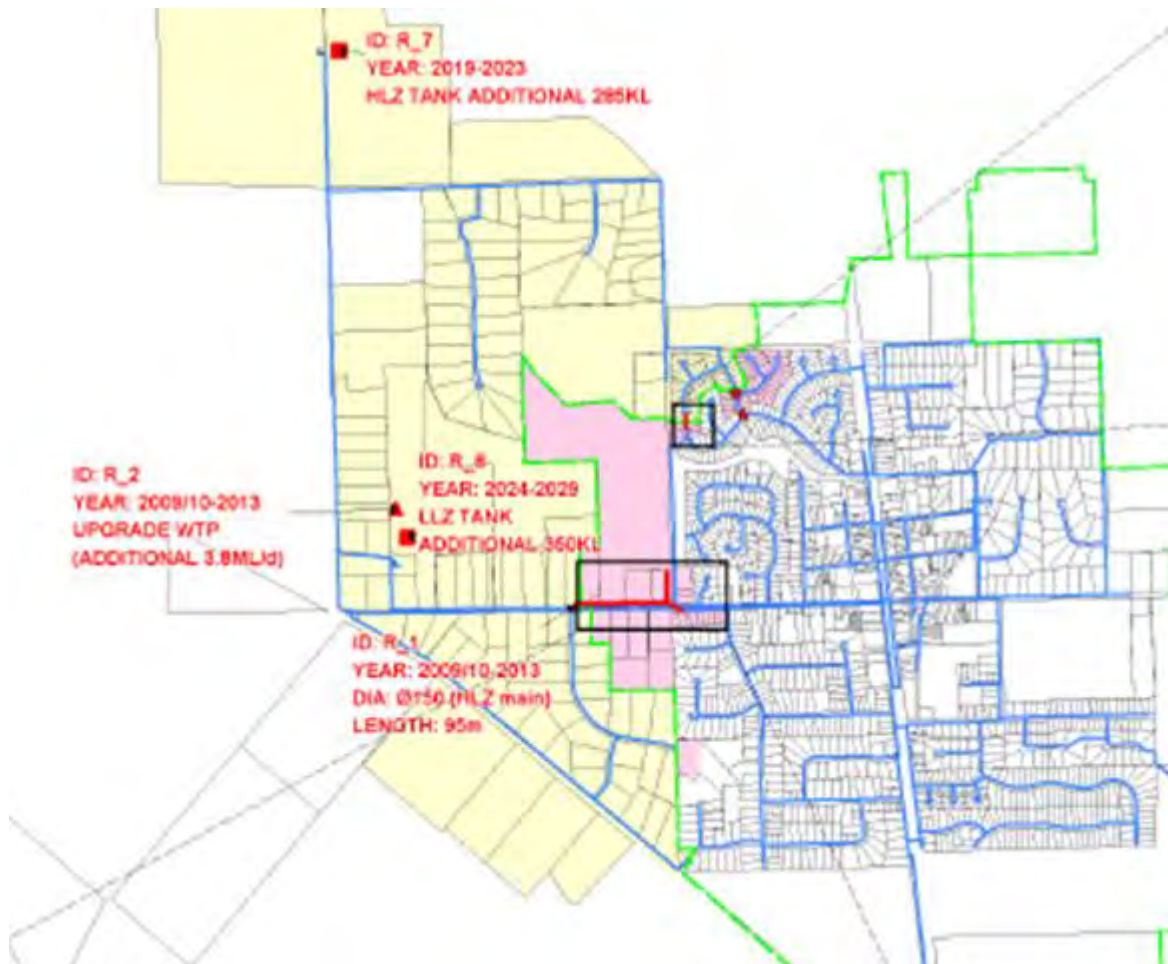 ID: R_7
YEAR: 2019-2023
HLZ TANK ADDITIONAL 285KL
ID: R_2
YEAR: 2009/10-2013
UPGRADE WTP
(ADDITIONAL 3.8ML/d)
ID: R_6
YEAR: 2024-2029
LLZ TANK
ADDITIONAL 350KL
ID: R_1
YEAR: 2009/10-2013
DIA: Ø150 (HLZ main)
LENGTH: 95m